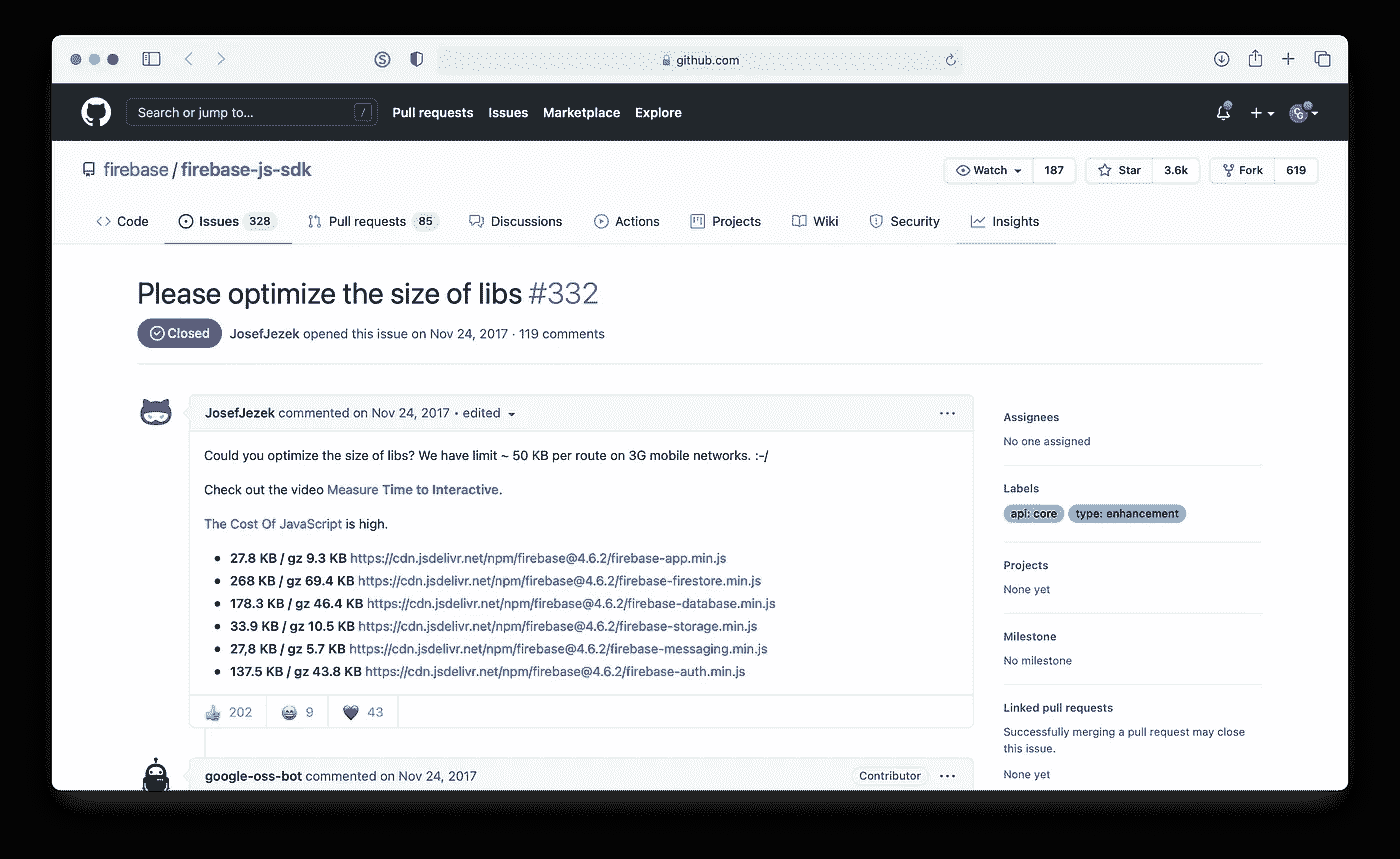 github.com
Search or jump to... /
Pull requests Issues Marketplace Explore
firebase / firebase-js-sdk
Watch 187 Star 3.6k Fork 619
Code Issues 328 Pull requests 85 Discussions Actions Projects Wiki Security Insights
Please optimize the size of libs #332
Closed JosefJezek opened this issue on Nov 24, 2017 · 119 comments
JosefJezek commented on Nov 24, 2017 • edited
Could you optimize the size of libs? We have limit ~ 50 KB per route on 3G mobile networks. :-/
Check out the video Measure Time to Interactive.
The Cost Of JavaScript is high.
• 27.8 KB / gz 9.3 KB https://cdn.jsdelivr.net/npm/firebase@4.6.2/firebase-app.min.js
• 268 KB / gz 69.4 KB https://cdn.jsdelivr.net/npm/firebase@4.6.2/firebase-firestore.min.js
• 178.3 KB / gz 46.4 KB https://cdn.jsdelivr.net/npm/firebase@4.6.2/firebase-database.min.js
• 33.9 KB / gz 10.5 KB https://cdn.jsdelivr.net/npm/firebase@4.6.2/firebase-storage.min.js
• 27,8 KB / gz 5.7 KB https://cdn.jsdelivr.net/npm/firebase@4.6.2/firebase-messaging.min.js
• 137.5 KB / gz 43.8 KB https://cdn.jsdelivr.net/npm/firebase@4.6.2/firebase-auth.min.js
202 9 43
google-oss-bot commented on Nov 24, 2017 Contributor
Assignees
No one assigned
Labels
api: core type: enhancement
Projects
None yet
Milestone
No milestone
Linked pull requests
Successfully merging a pull request may close
this issue.
None yet